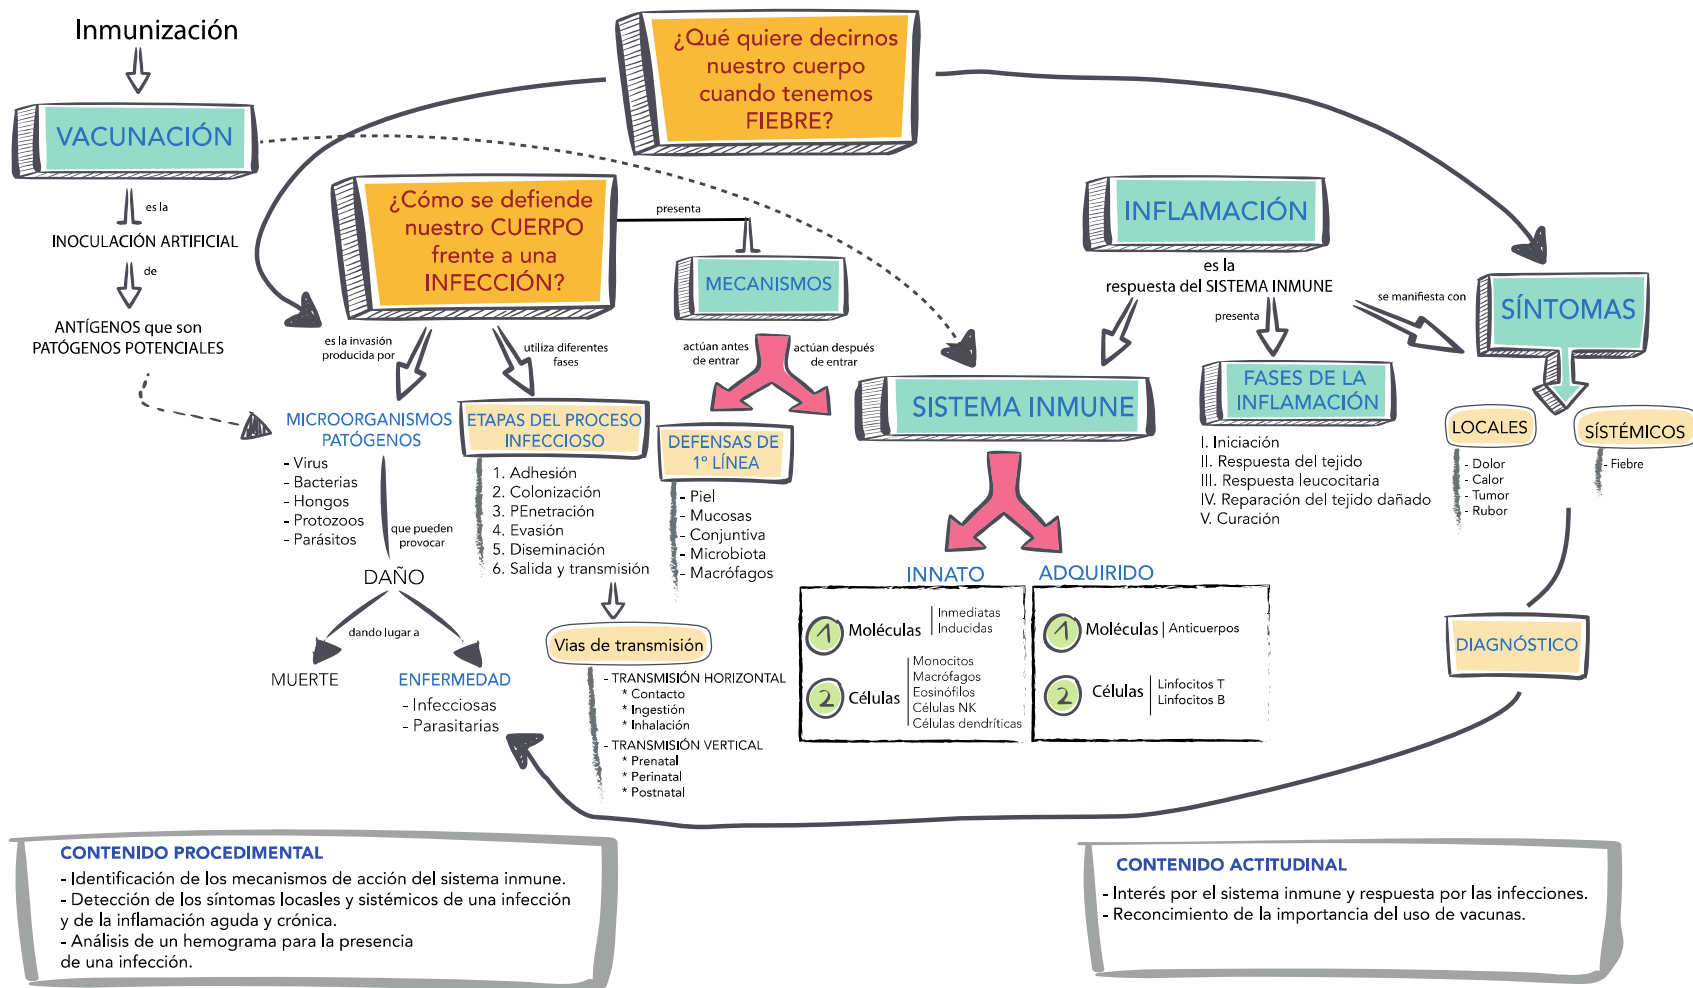 Inmunización
VACUNACIÓN
es la
INOCULACIÓN ARTIFICIAL
de
ANTÍGENOS que son
PATÓGENOS POTENCIALES
¿Qué quiere decirnos
nuestro cuerpo
cuando tenemos
FIEBRE?
¿Cómo se defiende
nuestro CUERPO
frente a una
INFECCIÓN?
presenta
MECANISMOS
es la invasión
producida por
utiliza diferentes
fases
actúan antes
de entrar
actúan después
de entrar
MICROORGANISMOS
PATÓGENOS
- Virus
- Bacterias
- Hongos
- Protozoos
- Parásitos
que pueden
provocar
DAÑO
dando lugar a
MUERTE
ENFERMEDAD
- Infecciosas
- Parasitarias
ETAPAS DEL PROCESO
INFECCIOSO
1. Adhesión
2. Colonización
3. PEnetración
4. Evasión
5. Diseminación
6. Salida y transmisión
Vias de transmisión
- TRANSMISIÓN HORIZONTAL
* Contacto
* Ingestión
* Inhalación
- TRANSMISIÓN VERTICAL
* Prenatal
* Perinatal
* Postnatal
DEFENSAS DE
1º LÍNEA
- Piel
- Mucosas
- Conjuntiva
- Microbiota
- Macrófagos
SISTEMA INMUNE
INNATO
1 Moléculas
Inmediatas
Inducidas
2 Células
Monocitos
Macrófagos
Eosinófilos
Células NK
Células dendríticas
ADQUIRIDO
1 Moléculas
Anticuerpos
2 Células
Linfocitos T
Linfocitos B
INFLAMACIÓN
es la
respuesta del SISTEMA INMUNE
presenta
se manifiesta con
FASES DE LA
INFLAMACIÓN
I. Iniciación
II. Respuesta del tejido
III. Respuesta leucocitaria
IV. Reparación del tejido dañado
V. Curación
SÍNTOMAS
LOCALES
- Dolor
- Calor
- Tumor
- Rubor
SÍSTÉMICOS
- Fiebre
DIAGNÓSTICO
CONTENIDO PROCEDIMENTAL
- Identificación de los mecanismos de acción del sistema inmune.
- Detección de los síntomas locasles y sistémicos de una infección
y de la inflamación aguda y crónica.
- Análisis de un hemograma para la presencia
de una infección.
CONTENIDO ACTITUDINAL
- Interés por el sistema inmune y respuesta por las infecciones.
- Reconcimiento de la importancia del uso de vacunas.